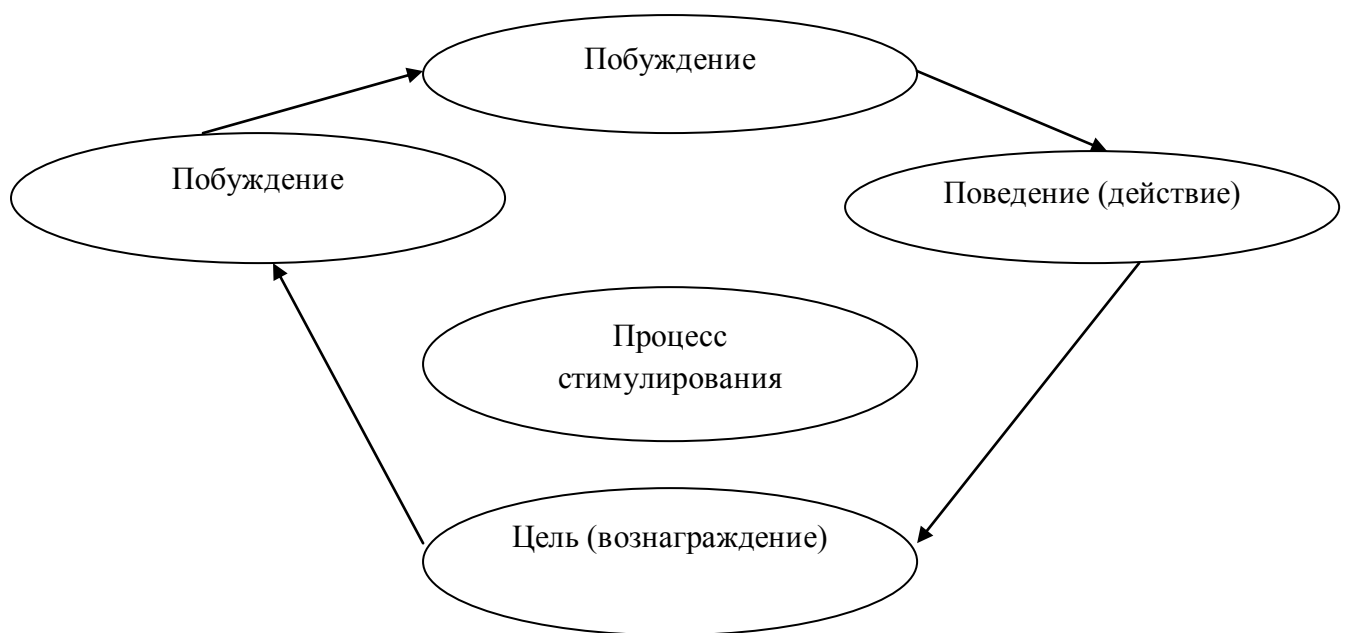 Побуждение
Побуждение
Поведение (действие)
Процесс
стимулирования
Цель (вознаграждение)